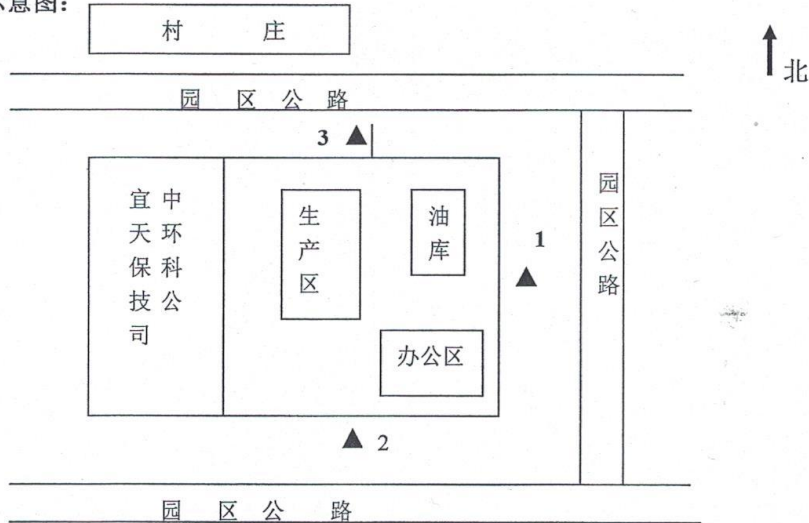 意图：
村 庄
北
园 区 公 路
3
宜 中
天 环
保 科
技 公
司
生产区
油库
1
园区公路
办公区
2
园 区 公 路